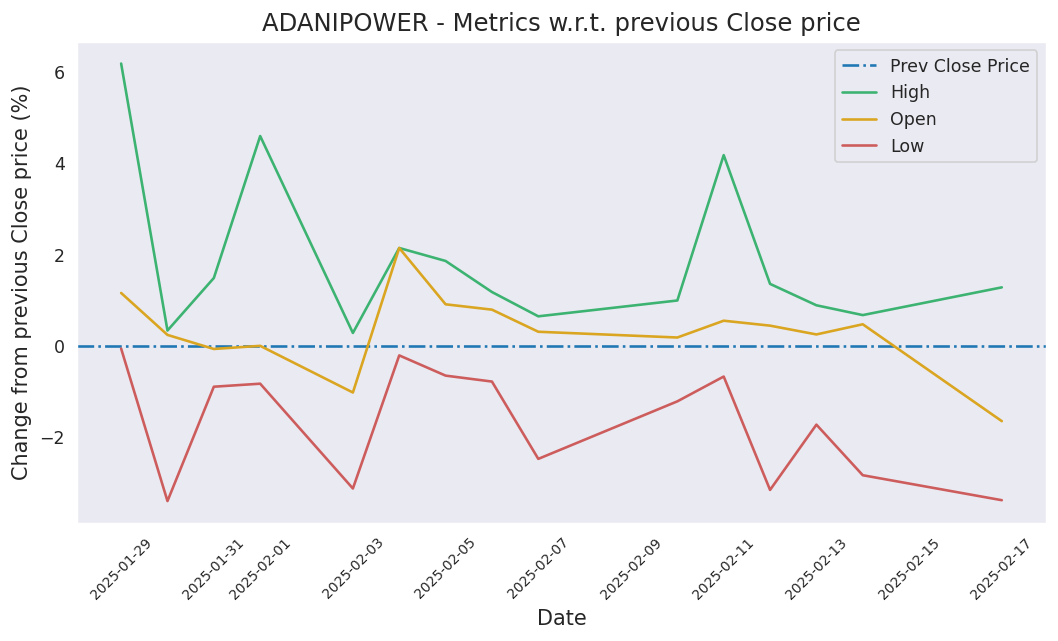 ADANIPOWER - Metrics w.r.t. previous Close price
Prev Close Price
High
Open
Low
Change from previous Close price (%)
6
4
2
0
−2
2025-01-29
2025-01-31
2025-02-01
2025-02-03
2025-02-05
2025-02-07
2025-02-09
2025-02-11
2025-02-13
2025-02-15
2025-02-17
Date